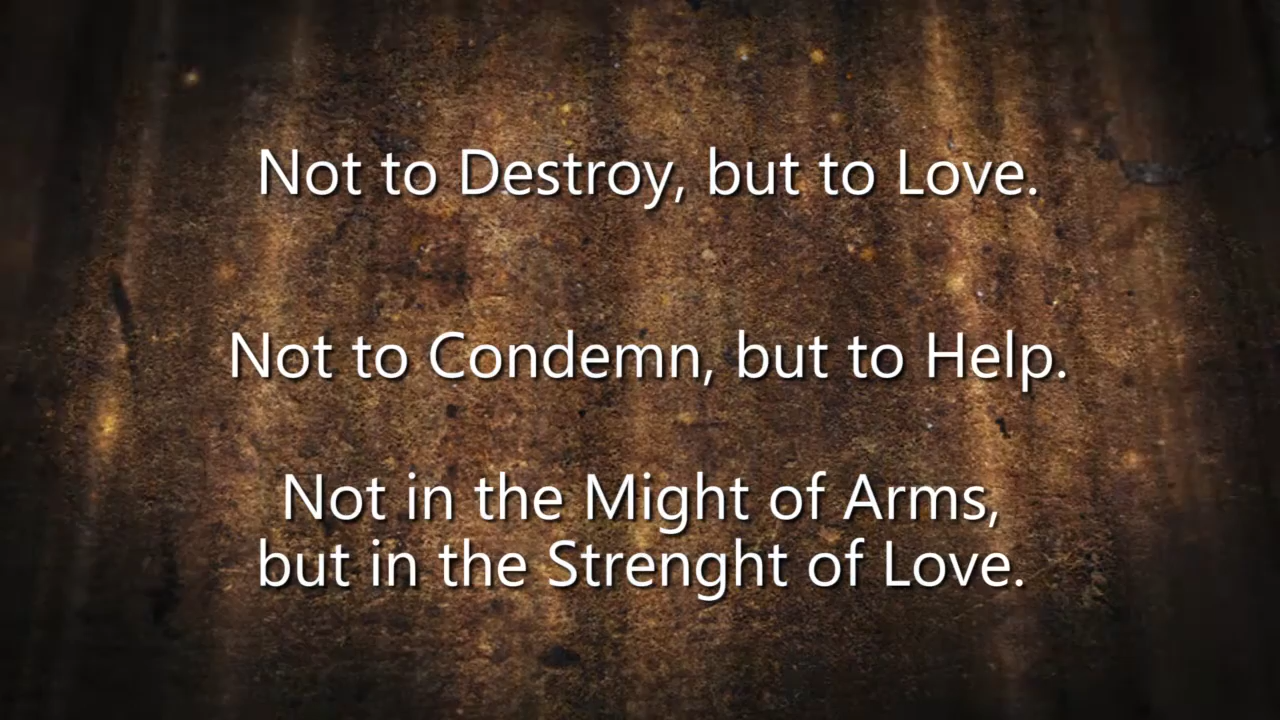 Not to Destroy, but to Love.
Not to Condemn, but to Help.
Not in the Might of Arms,
but in the Strenght of Love.